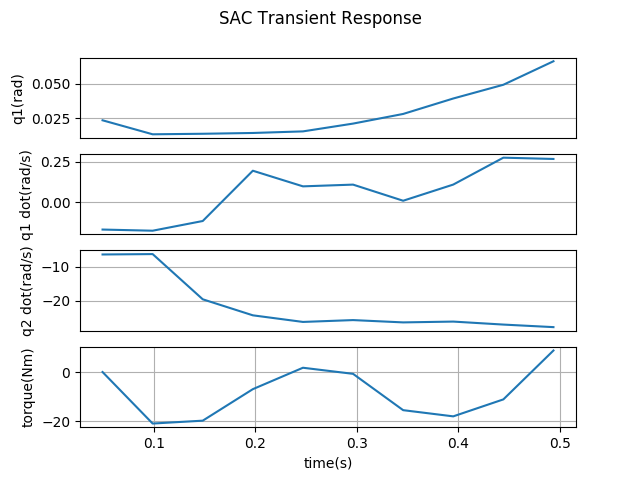 SAC Transient Response
q1(rad)
0.050
0.025
q1 dot(rad/s)
0.25
0.00
q2 dot(rad/s)
−10
−20
torque(Nm)
0
−20
0.1 0.2 0.3 0.4 0.5
time(s)